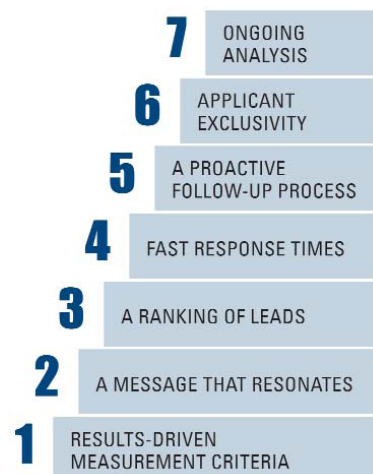 7 ONGOING
ANALYSIS
6 APPLICANT
EXCLUSIVITY
5 A PROACTIVE
FOLLOW-UP PROCESS
4 FAST RESPONSE TIMES
3 A RANKING OF LEADS
2 A MESSAGE THAT RESONATES
1 RESULTS-DRIVEN
MEASUREMENT CRITERIA